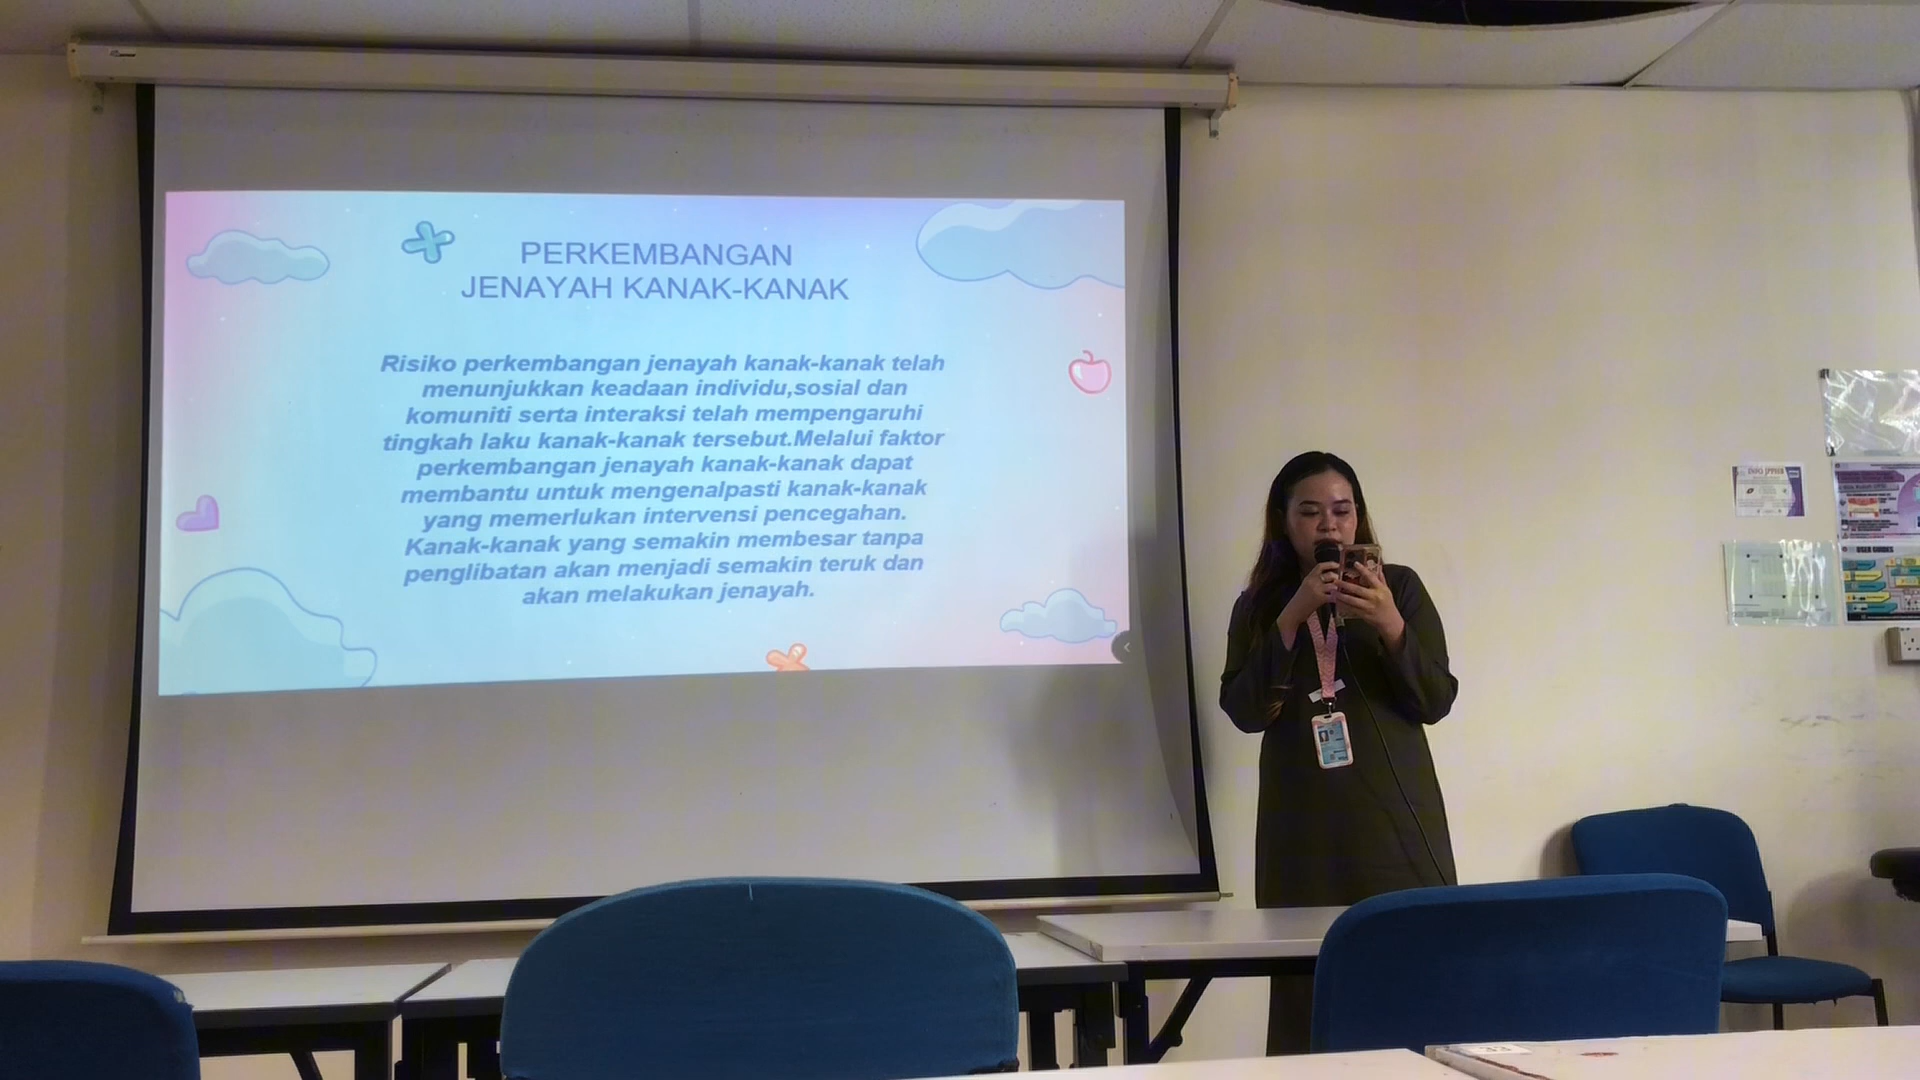 PERKEMBANGAN
JENAYAH KANAK-KANAK
Risiko perkembangan jenayah kanak-kanak telah
menunjukkan keadaan individu,sosial dan
komuniti serta interaksi telah mempengaruhi
tingkah laku kanak-kanak tersebut.Melalui faktor
perkembangan jenayah kanak-kanak dapat
membantu untuk mengenalpasti kanak-kanak
yang memerlukan intervensi pencegahan.
Kanak-kanak yang semakin membesar tanpa
penglibatan akan menjadi semakin teruk dan
akan melakukan jenayah.
USER GUIDES